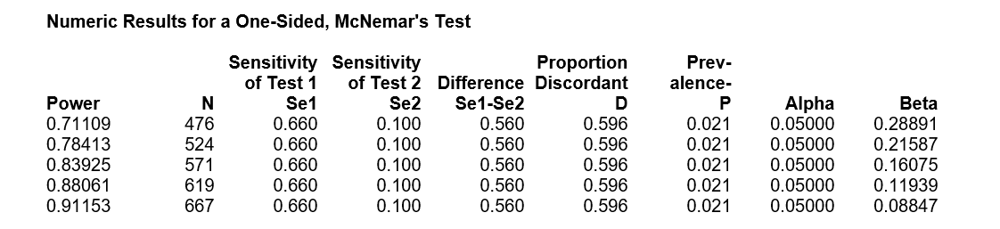 Numeric Results for a One-Sided, McNemar's Test
Sensitivity Sensitivity Proportion Prev-
of Test 1 of Test 2 Difference Discordant alence-
Power N Se1 Se2 Se1-Se2 D P Alpha Beta
0.71109 476 0.660 0.100 0.560 0.596 0.021 0.05000 0.28891
0.78413 524 0.660 0.100 0.560 0.596 0.021 0.05000 0.21587
0.83925 571 0.660 0.100 0.560 0.596 0.021 0.05000 0.16075
0.88061 619 0.660 0.100 0.560 0.596 0.021 0.05000 0.11939
0.91153 667 0.660 0.100 0.560 0.596 0.021 0.05000 0.08847